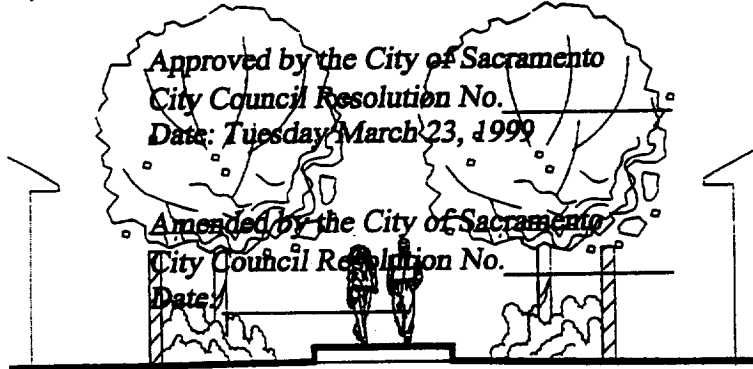 Approved by the City of Sacramento
City Council Resolution No.
Date: Tuesday March 23, 1999
Amended by the City of Sacramento
City Council Resolution No.
Date: